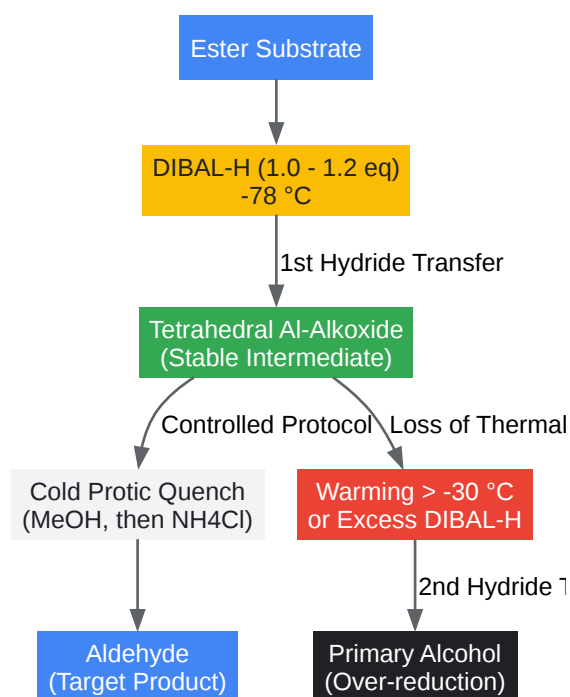 Ester Substrate
DIBAL-H (1.0 - 1.2 eq)
-78 °C
1st Hydride Transfer
Tetrahedral Al-Alkoxide
(Stable Intermediate)
Controlled Protocol
Loss of Thermal
Cold Protic Quench
(MeOH, then NH4Cl)
Warming > -30 °C
or Excess DIBAL-H
2nd Hydride T
Aldehyde
(Target Product)
Primary Alcohol
(Over-reduction)